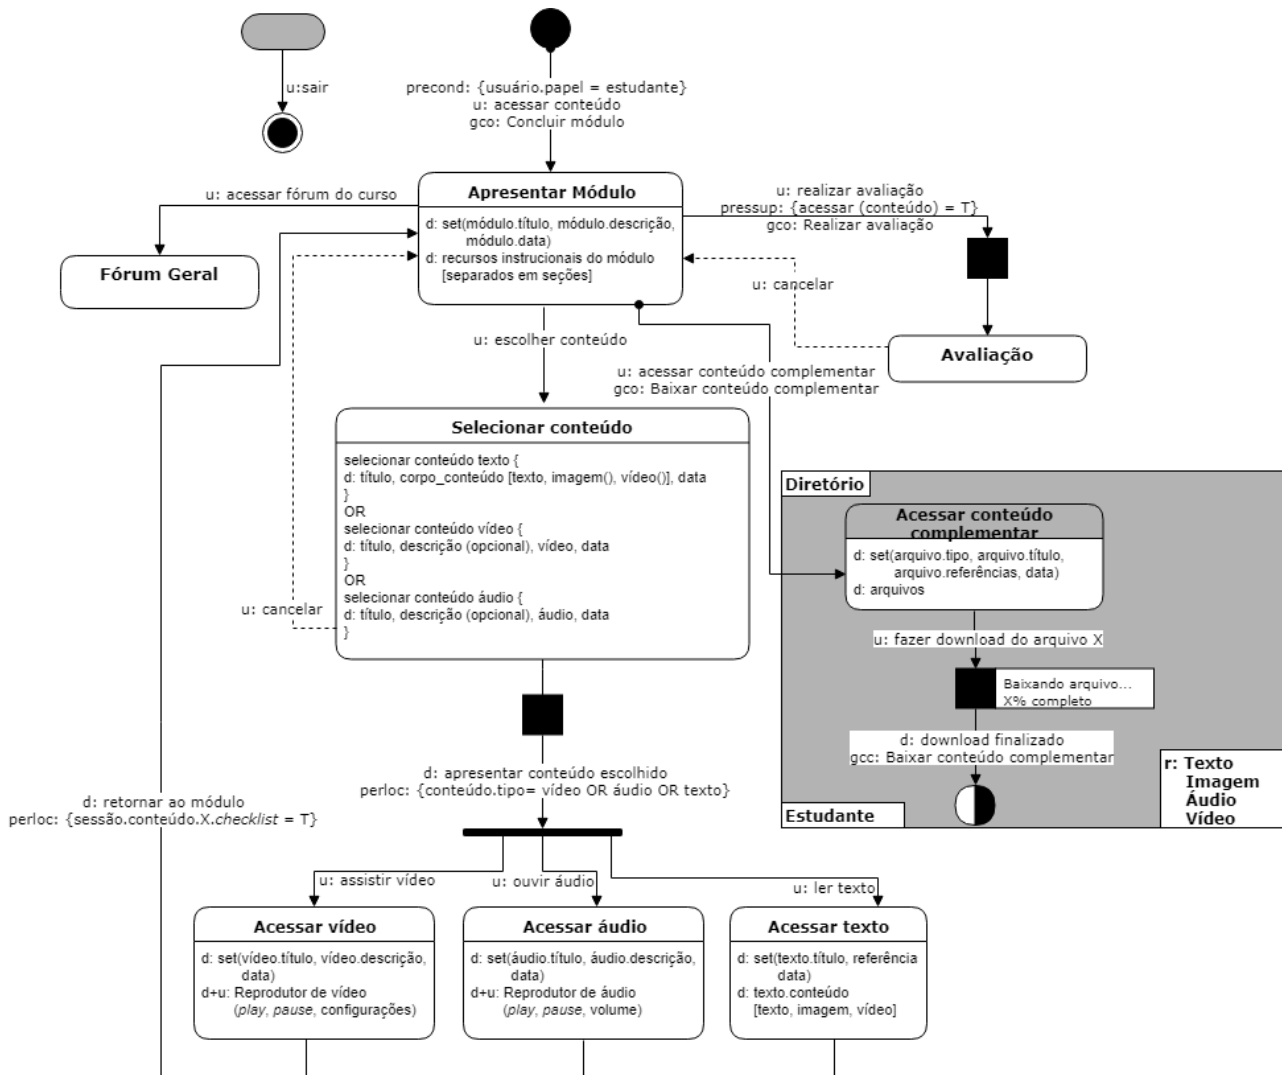 u:sair
precond: {usuário.papel = estudante}
u: acessar conteúdo
gco: Concluir módulo
u: acessar fórum do curso
Fórum Geral
Apresentar Módulo
d: set(módulo.título, módulo.descrição,
módulo.data)
d: recursos instrucionais do módulo
[separados em seções]
u: realizar avaliação
pressup: {acessar (conteúdo) = T}
gco: Realizar avaliação
u: cancelar
Avaliação
u: escolher conteúdo
u: acessar conteúdo complementar
gco: Baixar conteúdo complementar
Selecionar conteúdo
selecionar conteúdo texto {
d: título, corpo_conteúdo [texto, imagem(), vídeo()], data
}
OR
selecionar conteúdo vídeo {
d: título, descrição (opcional), vídeo, data
}
OR
selecionar conteúdo áudio {
d: título, descrição (opcional), áudio, data
}
u: cancelar
Diretório
Acessar conteúdo
complementar
d: set(arquivo.tipo, arquivo.título,
arquivo.referências, data)
d: arquivos
u: fazer download do arquivo X
Baixando arquivo...
X% completo
d: download finalizado
gcc: Baixar conteúdo complementar
Estudante
r: Texto
Imagem
Áudio
Vídeo
d: apresentar conteúdo escolhido
perloc: {conteúdo.tipo= vídeo OR áudio OR texto}
d: retornar ao módulo
perloc: {sessão.conteúdo.X.checklist = T}
u: assistir vídeo
u: ouvir áudio
u: ler texto
Acessar vídeo
d: set(vídeo.título, vídeo.descrição,
data)
d+u: Reprodutor de vídeo
(play, pause, configurações)
Acessar áudio
d: set(áudio.título, áudio.descrição,
data)
d+u: Reprodutor de áudio
(play, pause, volume)
Acessar texto
d: set(texto.título, referência
data)
d: texto.conteúdo
[texto, imagem, vídeo]